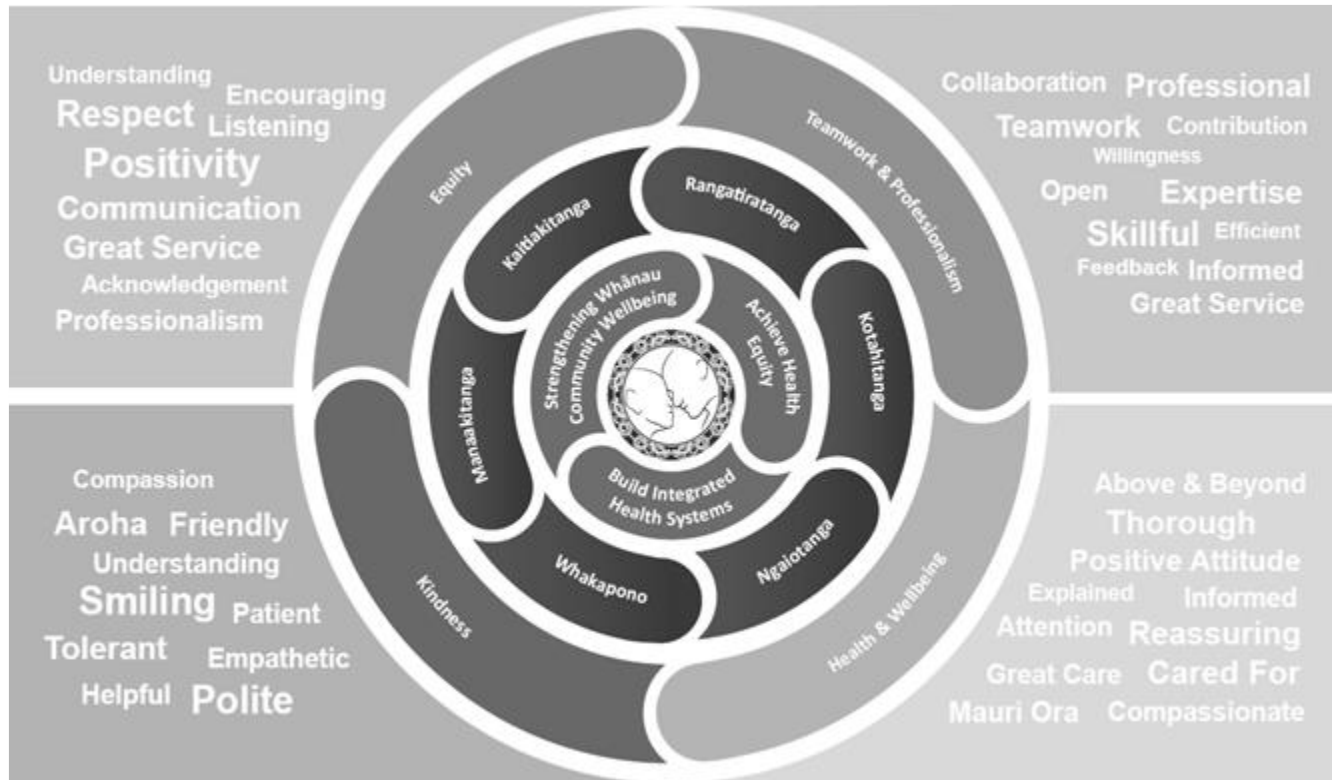 Understanding
Encouraging
Respect
Listening
Positivity
Communication
Great Service
Acknowledgement
Professionalism
Collaboration Professional
Teamwork Contribution
Willingness
Open Expertise
Skillful Efficient
Feedback Informed
Great Service
Equity
Teamwork & Professionalism
Kaitiakitanga
Rangatiratanga
Manaakitanga
Kotahitanga
Whakapono
Ngaiotanga
Strengthening Whānau
Community Wellbeing
Achieve Health
Equity
Build Integrated
Health Systems
Kindness
Health & Wellbeing
Compassion
Aroha Friendly
Understanding
Smiling Patient
Tolerant Empathetic
Helpful Polite
Above & Beyond
Thorough
Positive Attitude
Explained Informed
Attention Reassuring
Great Care Cared For
Mauri Ora Compassionate